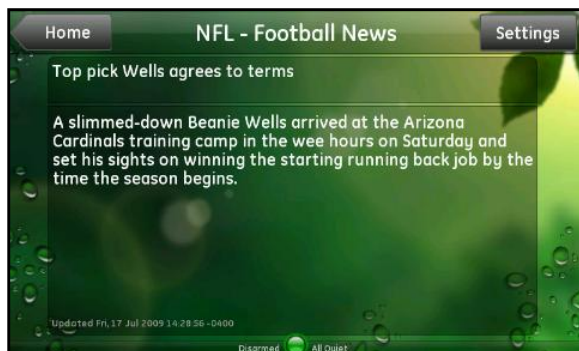 Home
NFL - Football News
Settings
Top pick Wells agrees to terms
A slimmed-down Beanie Wells arrived at the Arizona
Cardinals training camp in the wee hours on Saturday and
set his sights on winning the starting running back job by the
time the season begins.
Updated Fri, 17 Jul 2009 14:28:56 -0400
Disarmed All Quiet